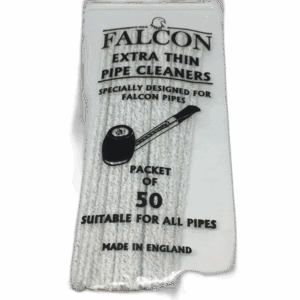 FALCON
EXTRA THIN
PIPE CLEANERS
SPECIALLY DESIGNED FOR
FALCON PIPES
PACKET
OF
50
SUITABLE FOR ALL PIPES
MADE IN ENGLAND